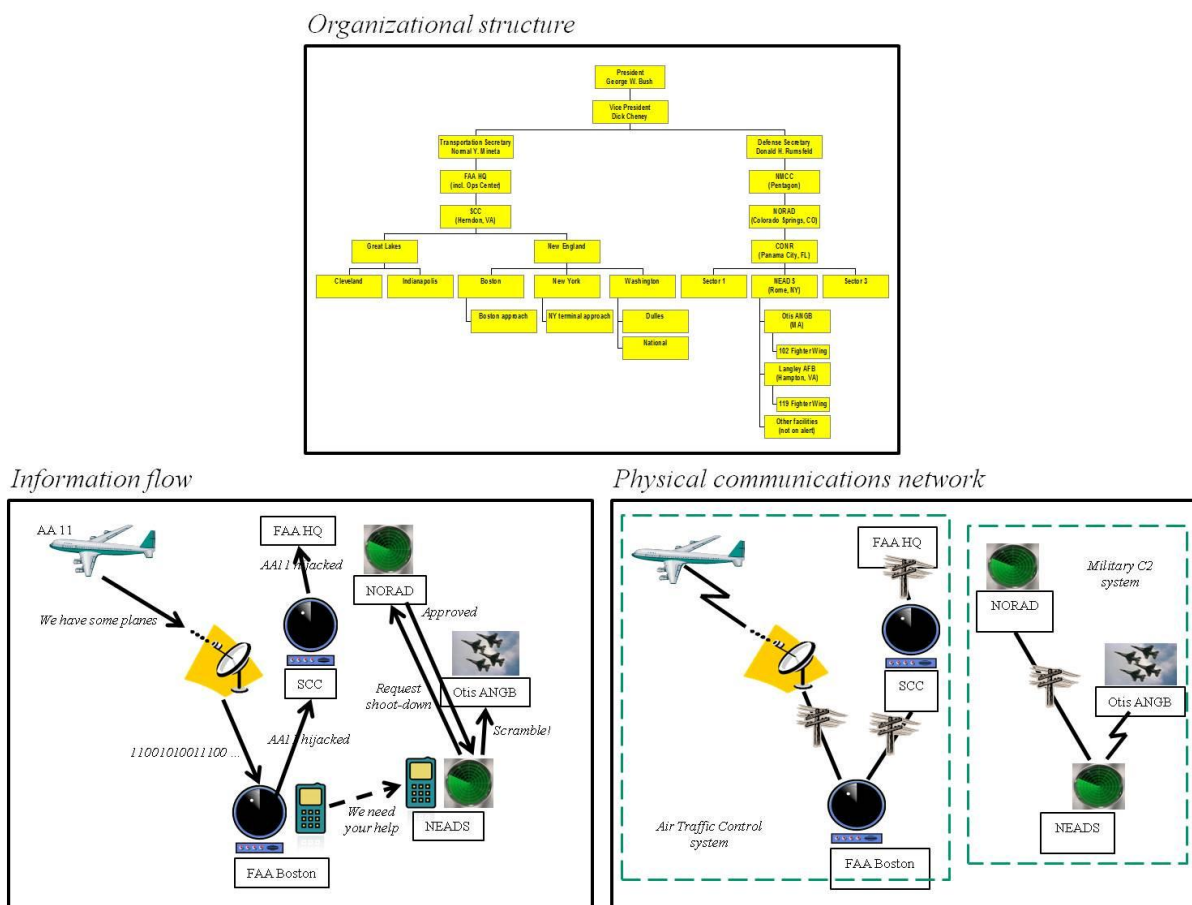 Organizational structure
President
George W. Bush
Vice President
Dick Cheney
Transportation Secretary
Normal Y. Mineta
Defense Secretary
Donald H. Rumsfeld
FAA HQ
(incl. Ops Center)
NMCC
(Pentagon)
SCC
(Herndon, VA)
NORAD
(Colorado Springs, CO)
Great Lakes
New England
CONR
(Panama City, FL)
Cleveland
Indianapolis
Boston
New York
Washington
Sector 1
NEADS
(Rome, NY)
Sector 3
Boston approach
NY terminal approach
Dulles
National
Otis ANGB
(MA)
102 Fighter Wing
Langley AFB
(Hampton, VA)
119 Fighter Wing
Other facilities
(not on alert)
Information flow
AA 11
FAA HQ
AA11 hijacked
NORAD
We have some planes
Approved
SCC
Request
shoot-down
Otis ANGB
Scramble!
11001010011100 ...
AA11 hijacked
We need
your help
NEADS
FAA Boston
Physical communications network
FAA HQ
Military C2
system
NORAD
SCC
Otis ANGB
NEADS
Air Traffic Control
system
FAA Boston